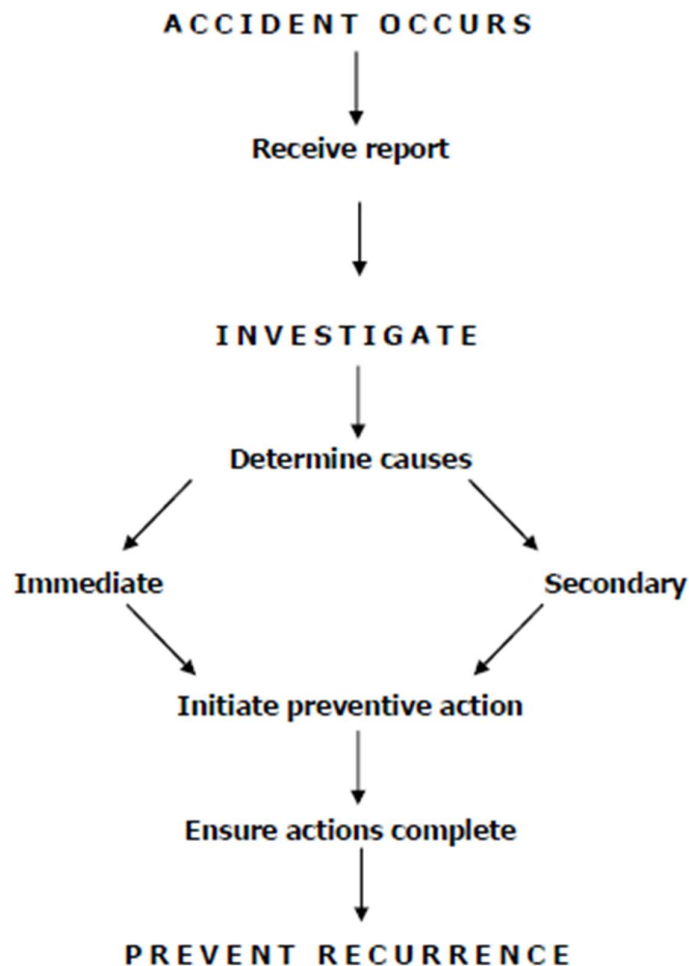 ACCIDENT OCCURS
Receive report
INVESTIGATE
Determine causes
Immediate
Secondary
Initiate preventive action
Ensure actions complete
PREVENT RECURRENCE